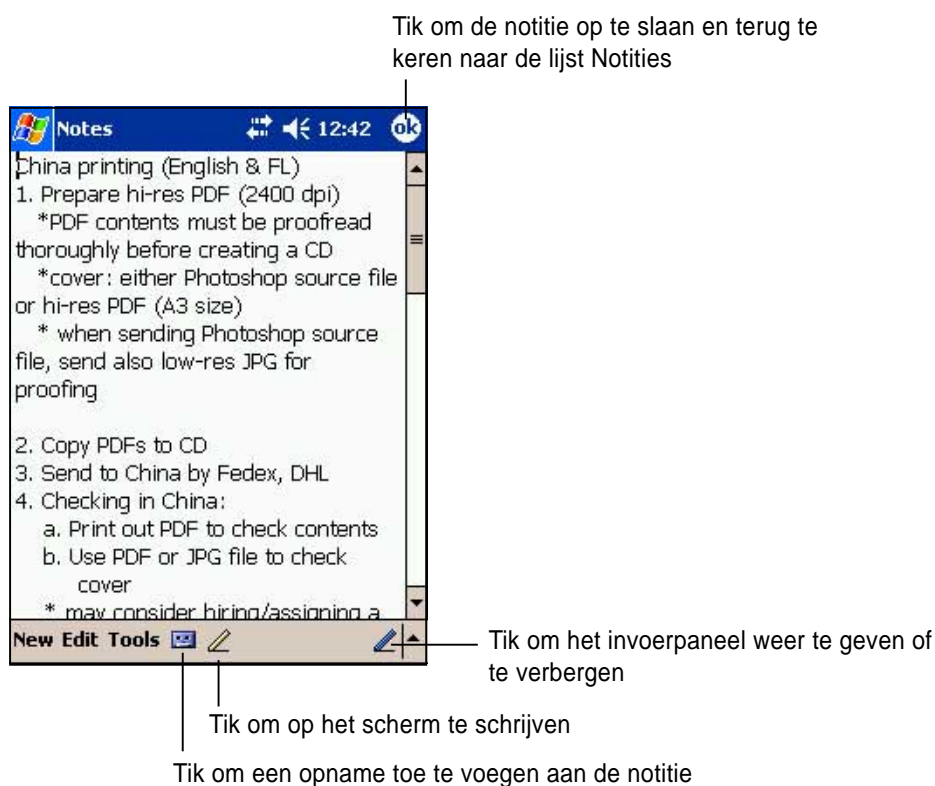 Tik om de notitie op te slaan en terug te
keren naar de lijst Notities
Notes 12:42 ok
China printing (English & FL)
1. Prepare hi-res PDF (2400 dpi)
*PDF contents must be proofread
thoroughly before creating a CD
*cover: either Photoshop source file
or hi-res PDF (A3 size)
* when sending Photoshop source
file, send also low-res JPG for
proofing
2. Copy PDFs to CD
3. Send to China by Fedex, DHL
4. Checking in China:
a. Print out PDF to check contents
b. Use PDF or JPG file to check
cover
* may consider hiring/assigning a
New Edit Tools
Tik om het invoerpaneel weer te geven of
te verbergen
Tik om op het scherm te schrijven
Tik om een opname toe te voegen aan de notitie